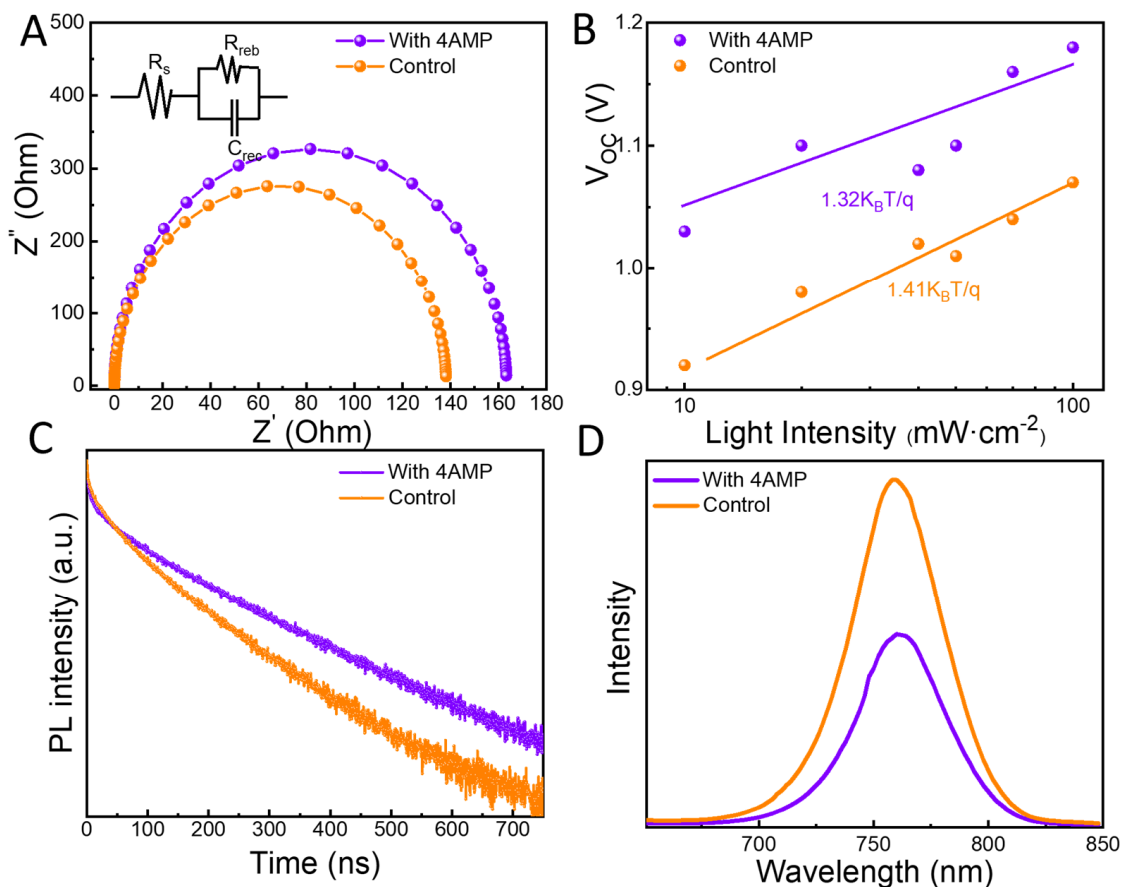 A
500
400
300
200
100
0
Z" (Ohm)
With 4AMP
Control
R_s
R_reb
C_rec
0 20 40 60 80 100 120 140 160 180
Z' (Ohm)
B
1.2
1.1
1.0
0.9
V_OC (V)
With 4AMP
Control
1.32K_BT/q
1.41K_BT/q
10 100
Light Intensity (mW·cm⁻²)
C
PL intensity (a.u.)
With 4AMP
Control
0 100 200 300 400 500 600 700
Time (ns)
D
Intensity
With 4AMP
Control
700 750 800 850
Wavelength (nm)